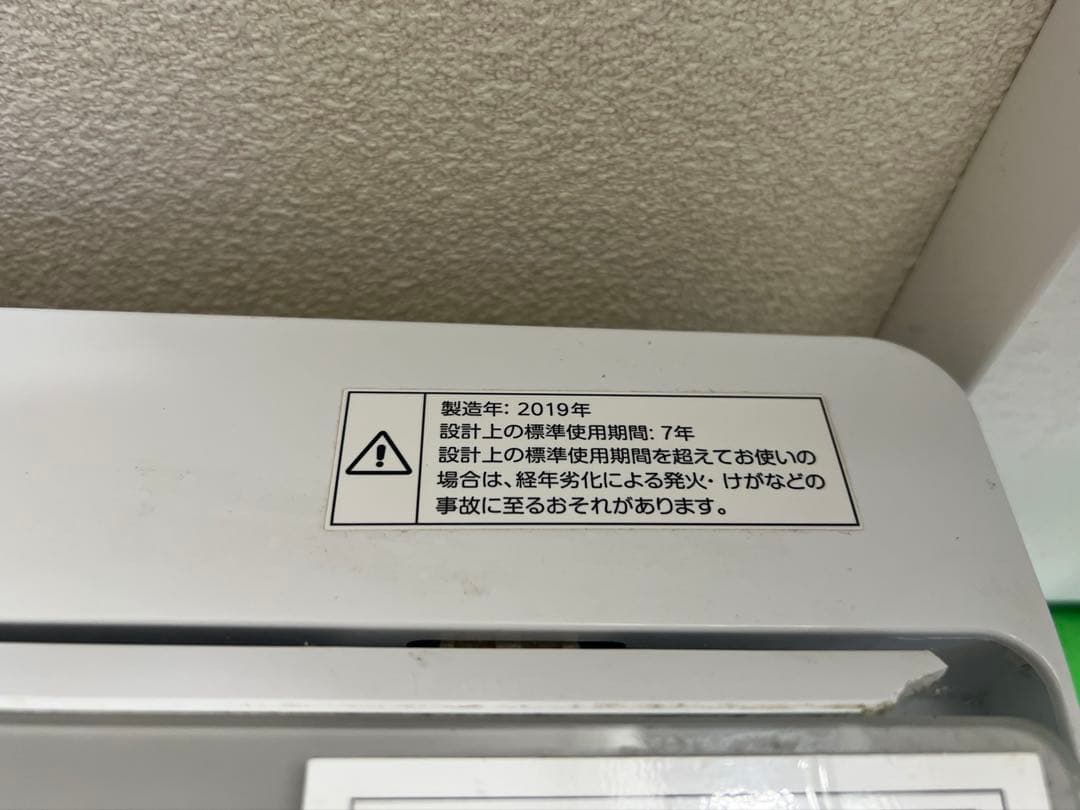 製造年: 2019年
設計上の標準使用期間: 7年
設計上の標準使用期間を超えてお使いの
場合は、経年劣化による発火・けがなどの
事故に至るおそれがあります。